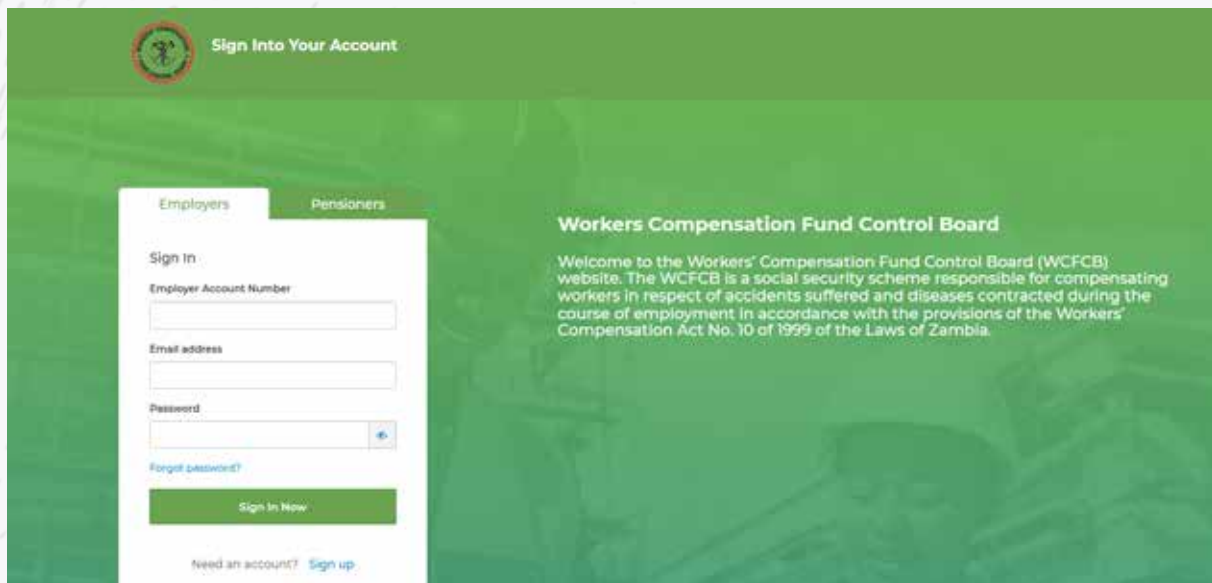 Sign Into Your Account
Employers
Pensioners
Sign In
Employer Account Number
Email address
Password
Forgot password?
Sign In Now
Need an account? Sign up
Workers Compensation Fund Control Board
Welcome to the Workers' Compensation Fund Control Board (WCFCB)
website. The WCFCB is a social security scheme responsible for compensating
workers in respect of accidents suffered and diseases contracted during the
course of employment in accordance with the provisions of the Workers'
Compensation Act No. 10 of 1999 of the Laws of Zambia.